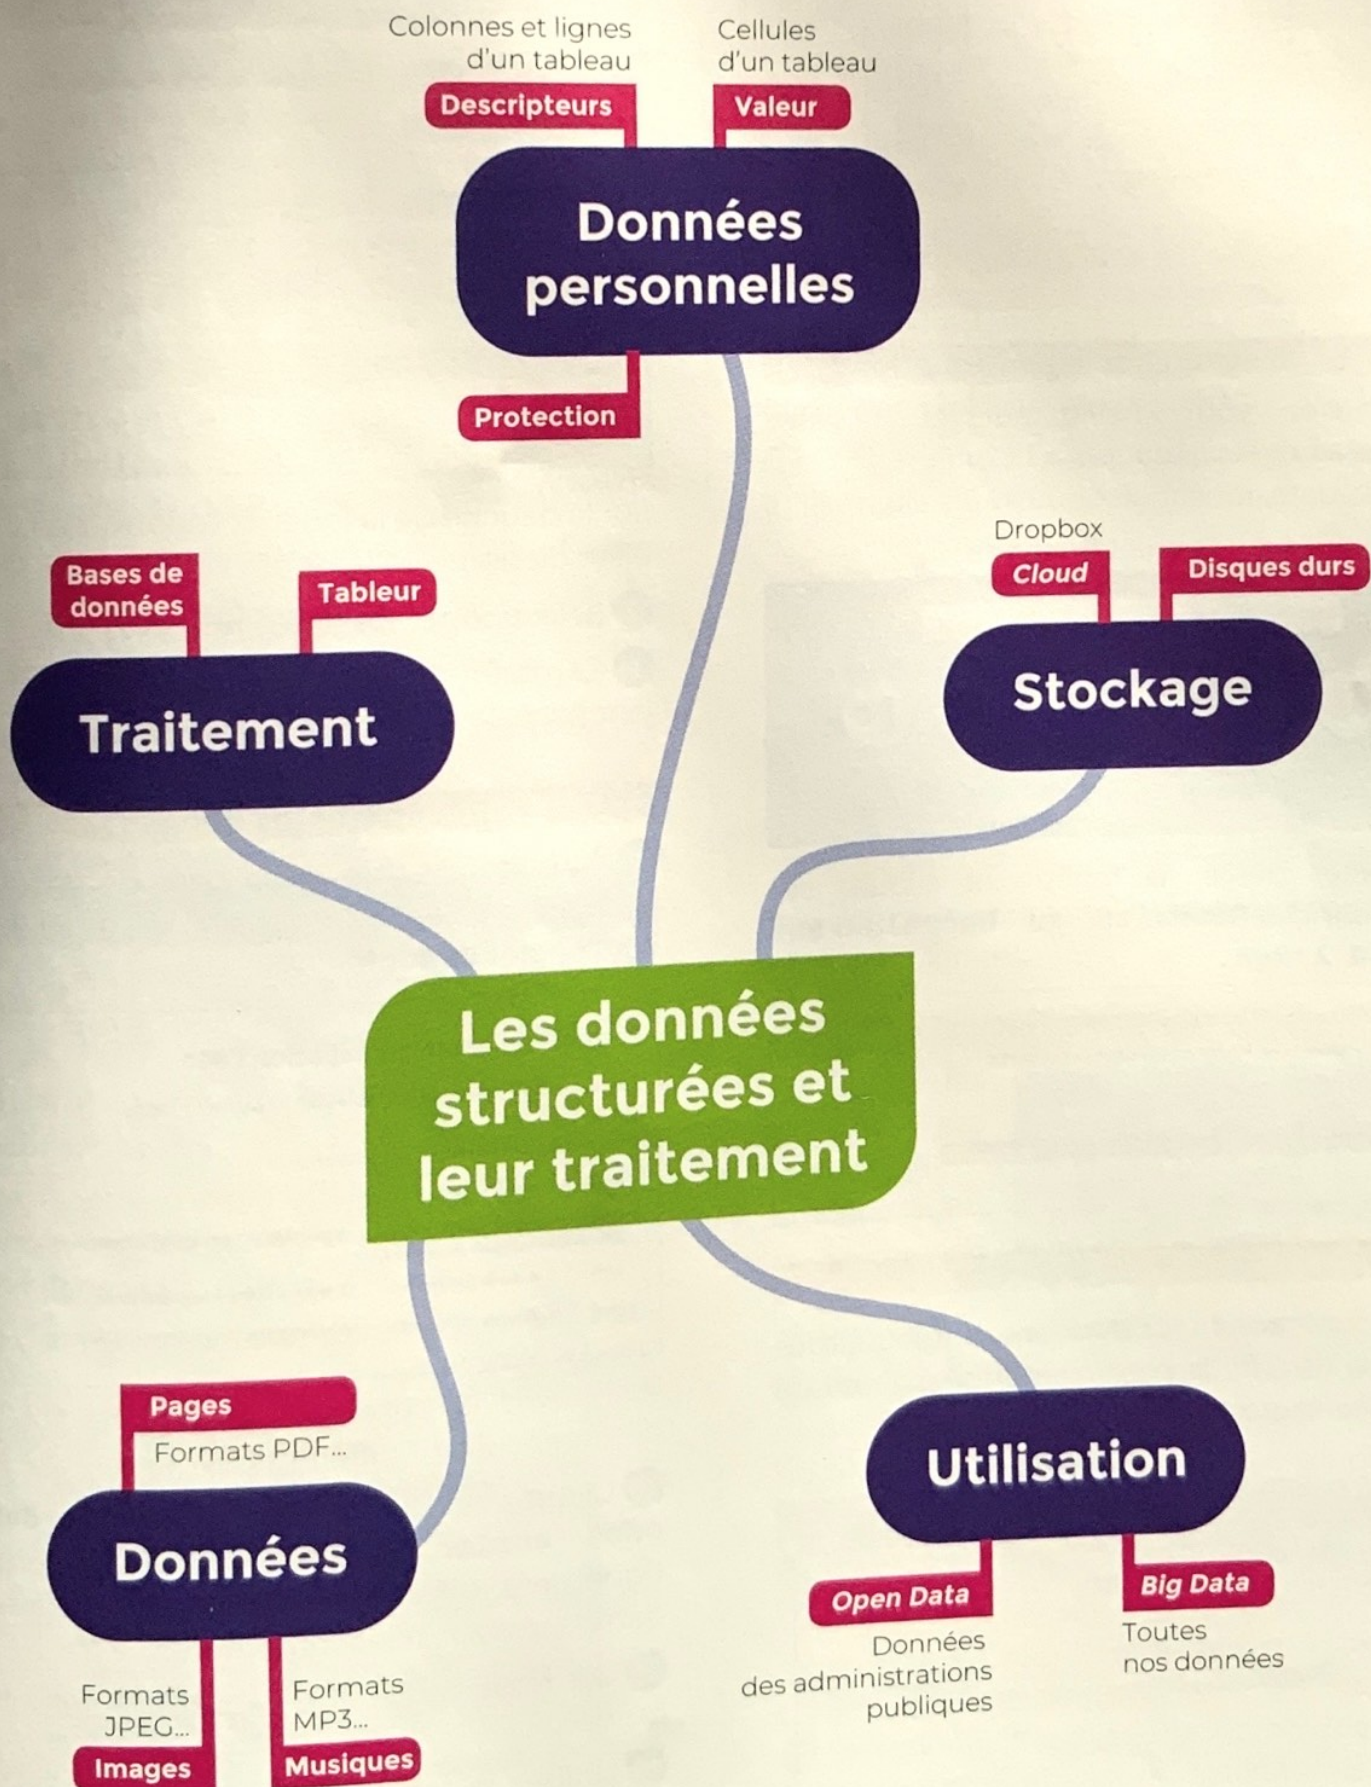 Colonnes et lignes
d'un tableau
Cellules
d'un tableau
Descripteurs
Valeur
Données
personnelles
Protection
Bases de
données
Tableur
Traitement
Dropbox
Cloud
Disques durs
Stockage
Les données
structurées et
leur traitement
Pages
Formats PDF...
Données
Formats
JPEG...
Images
Formats
MP3...
Musiques
Utilisation
Open Data
Données
des administrations
publiques
Big Data
Toutes
nos données